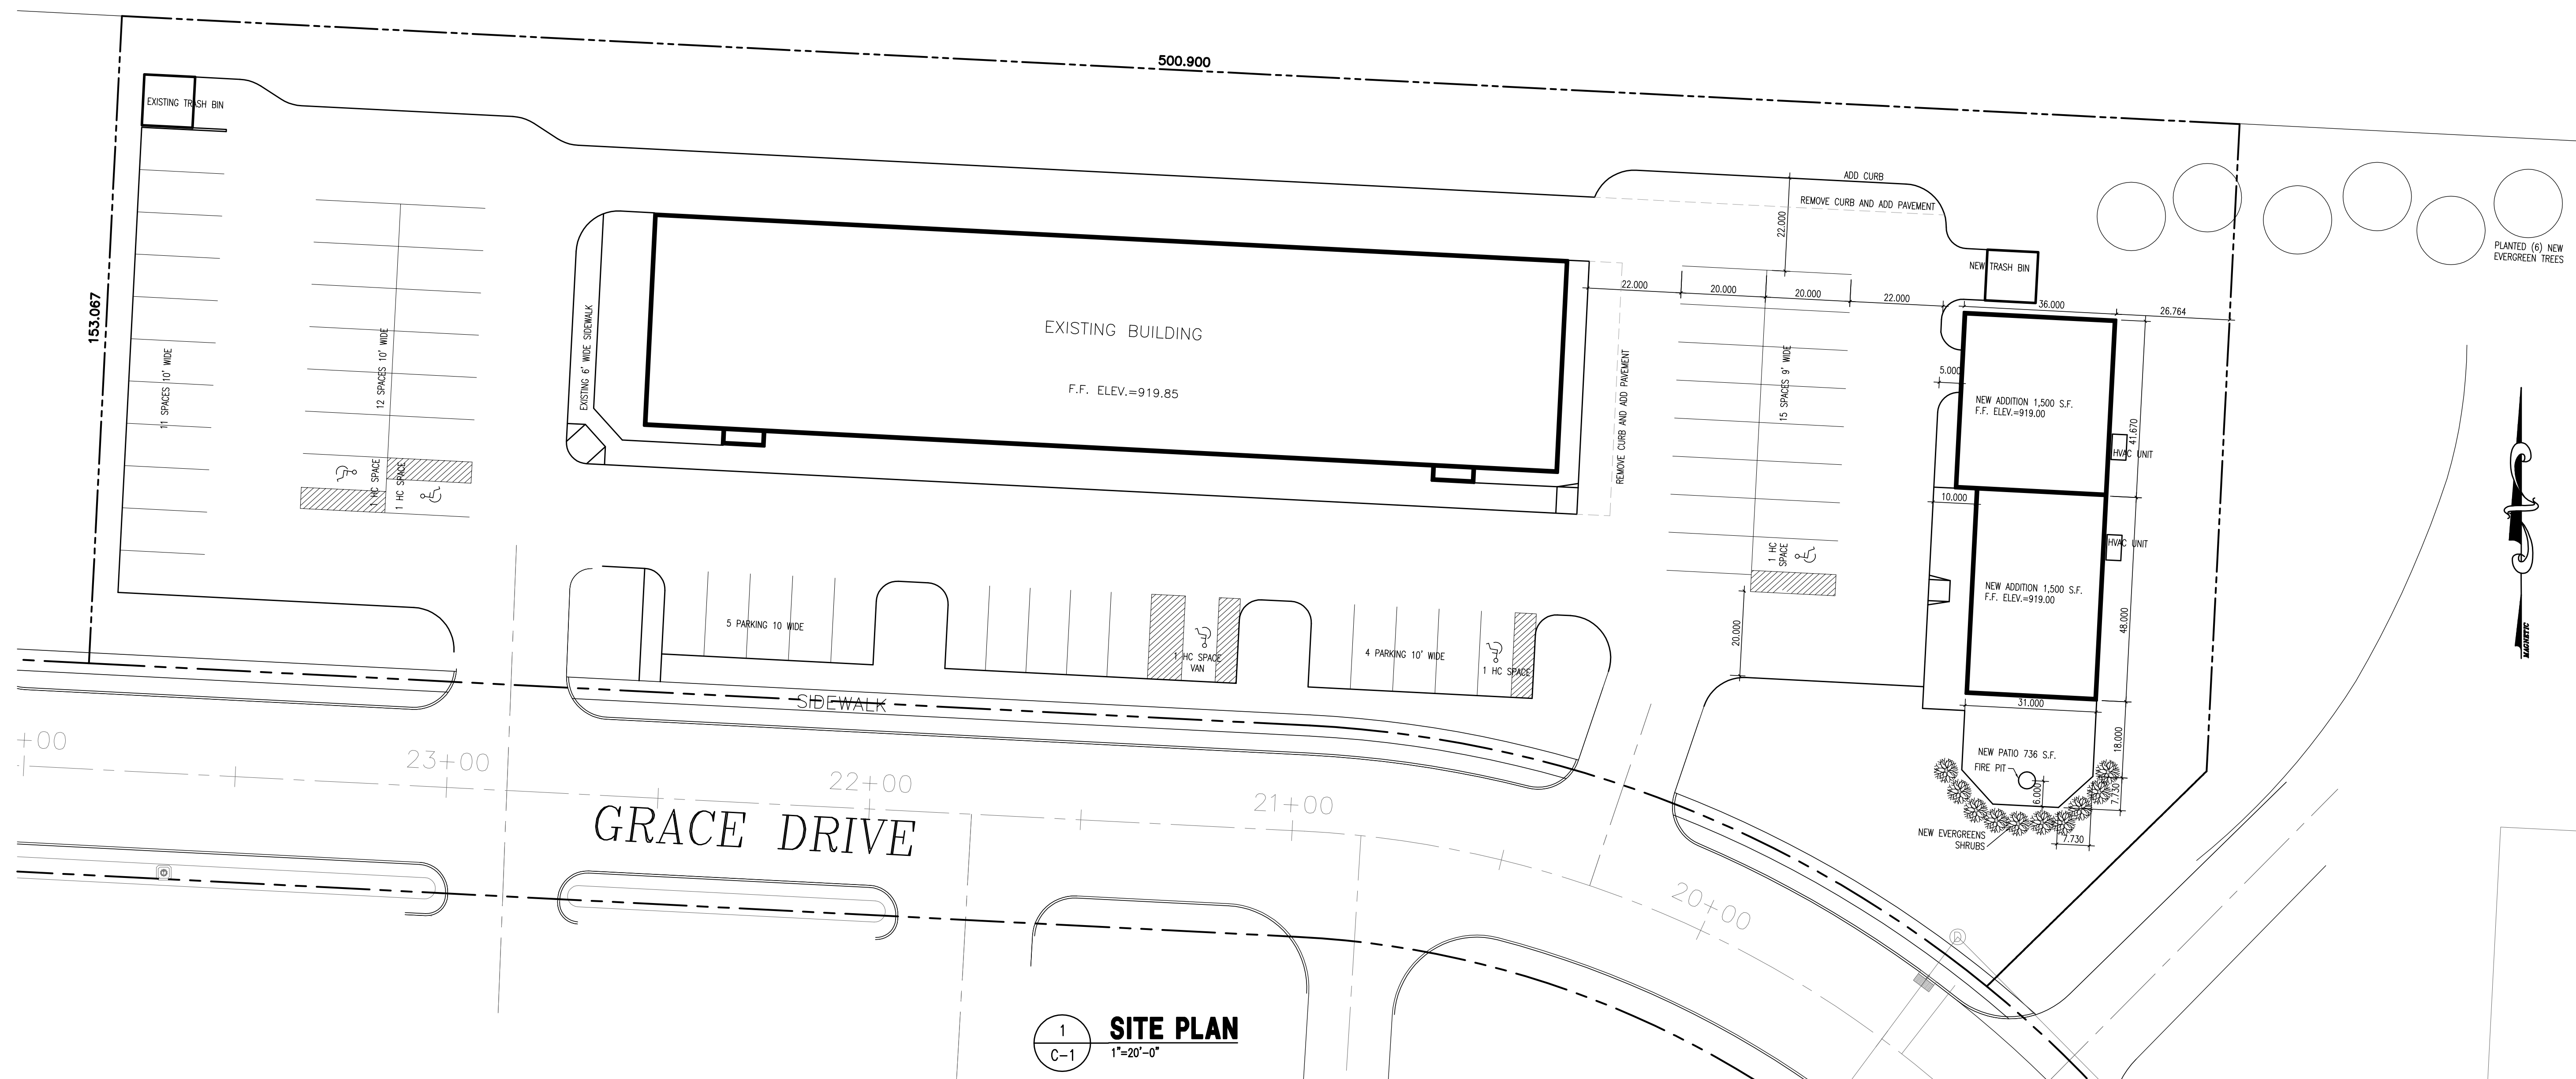 500.900
EXISTING TRASH BIN
ADD CURB
REMOVE CURB AND ADD PAVEMENT
22.000
PLANTED (6) NEW
EVERGREEN TREES
NEW TRASH BIN
22.000
20.000
20.000
22.000
36.000
26.764
153.067
11 SPACES 10' WIDE
12 SPACES 10' WIDE
EXISTING 6' WIDE SIDEWALK
EXISTING BUILDING
F.F. ELEV.=919.85
REMOVE CURB AND ADD PAVEMENT
15 SPACES 9' WIDE
5.000
NEW ADDITION 1,500 S.F.
F.F. ELEV.=919.00
41.670
HVAC UNIT
1 HC SPACE
1 HC SPACE
10.000
HVAC UNIT
1 HC
SPACE
NEW ADDITION 1,500 S.F.
F.F. ELEV.=919.00
48.000
20.000
5 PARKING 10 WIDE
1 HC SPACE
VAN
4 PARKING 10' WIDE
1 HC SPACE
MAGNETIC
SIDEWALK
31.000
18.000
NEW PATIO 736 S.F.
FIRE PIT
6.000
7.730
7.730
NEW EVERGREENS
SHRUBS
+00
23+00
22+00
21+00
20+00
GRACE DRIVE
1
C-1
SITE PLAN
1"=20'-0"